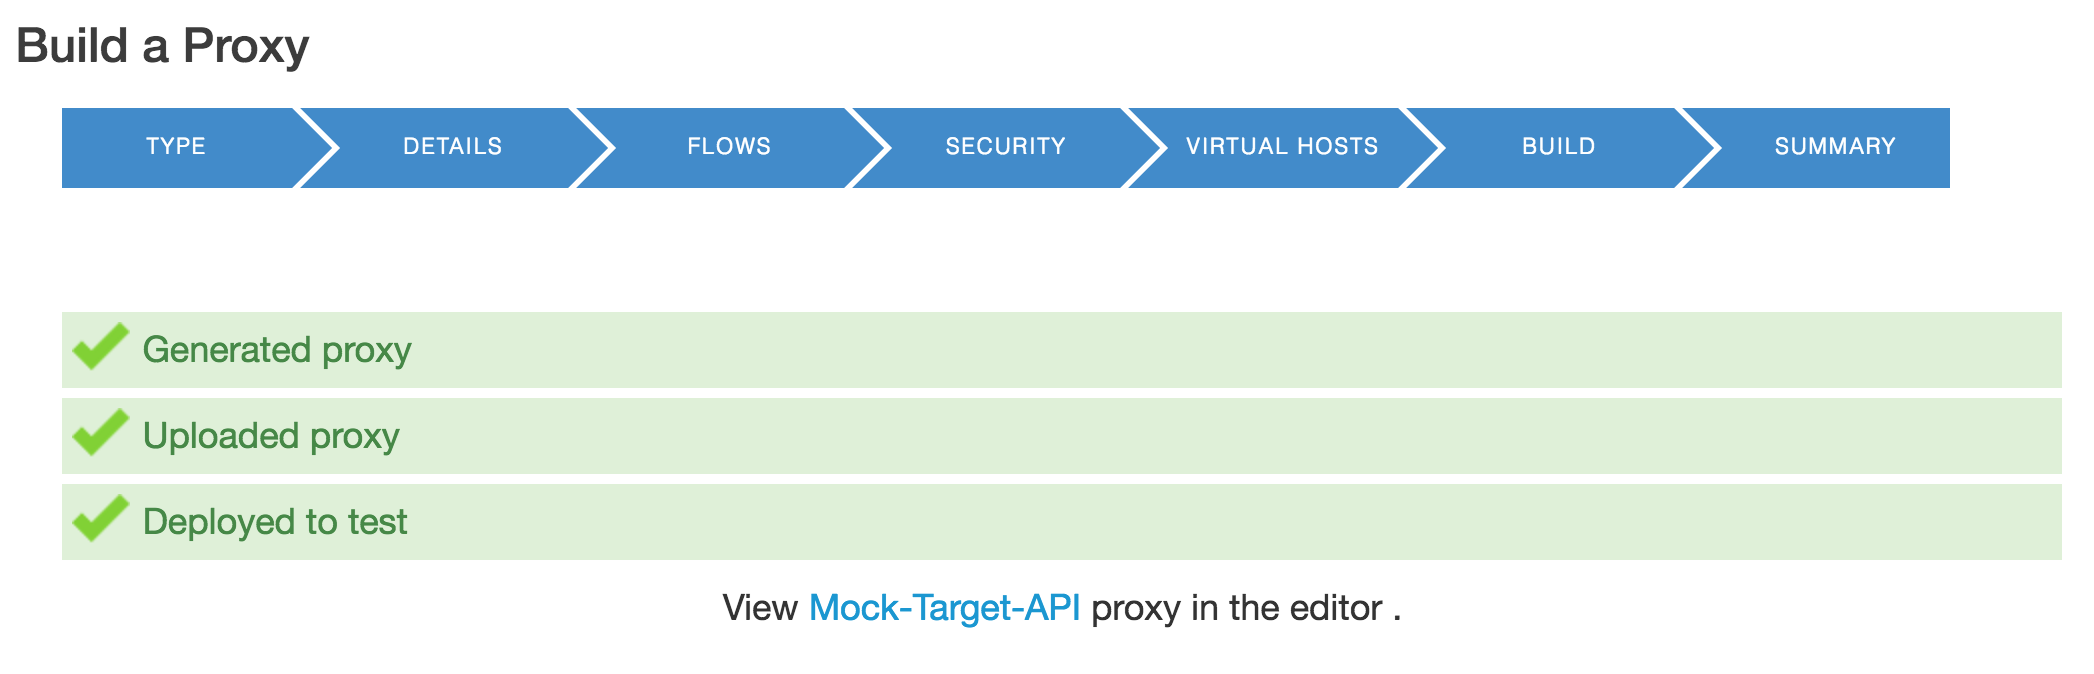 Build a Proxy
TYPE DETAILS FLOWS SECURITY VIRTUAL HOSTS BUILD SUMMARY
Generated proxy
Uploaded proxy
Deployed to test
View Mock-Target-API proxy in the editor .